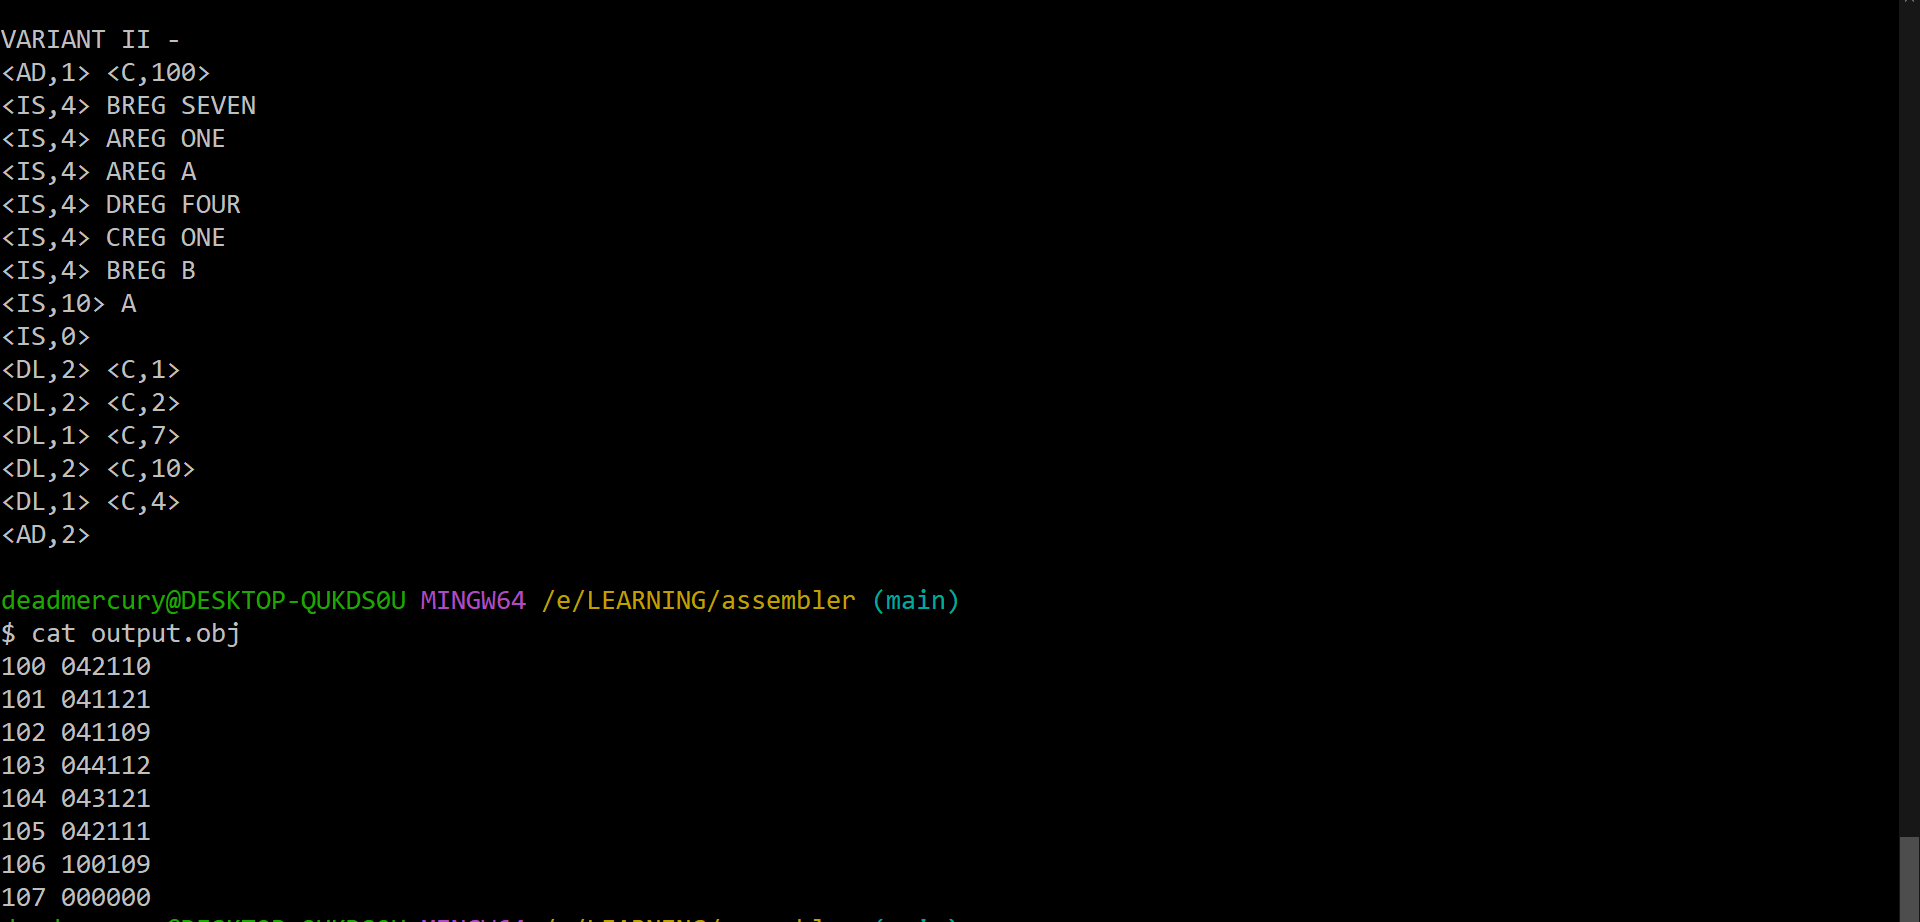 VARIANT II -
<AD,1> <C,100>
<IS,4> BREG SEVEN
<IS,4> AREG ONE
<IS,4> AREG A
<IS,4> DREG FOUR
<IS,4> CREG ONE
<IS,4> BREG B
<IS,10> A
<IS,0>
<DL,2> <C,1>
<DL,2> <C,2>
<DL,1> <C,7>
<DL,2> <C,10>
<DL,1> <C,4>
<AD,2>
deadmercury@DESKTOP-QUKDS0U MINGW64 /e/LEARNING/assembler (main)
$ cat output.obj
100 042110
101 041121
102 041109
103 044112
104 043121
105 042111
106 100109
107 000000